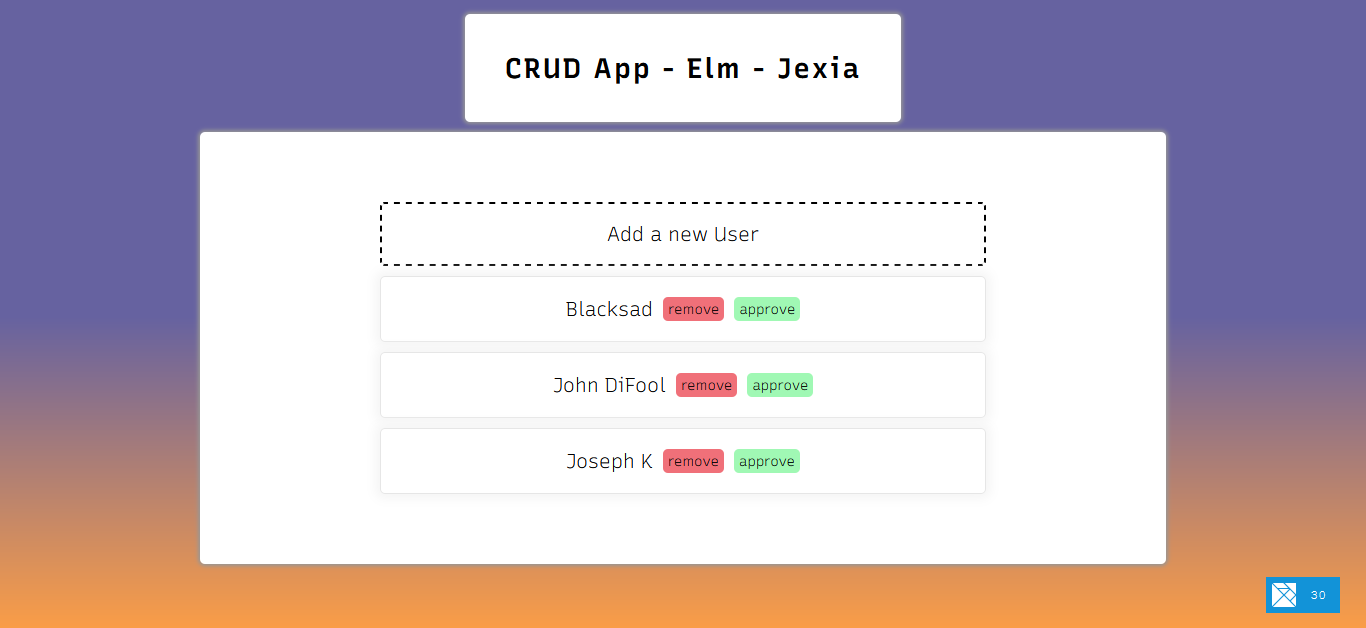 CRUD App - Elm - Jexia
Add a new User
Blacksad remove approve
John DiFool remove approve
Joseph K remove approve
30